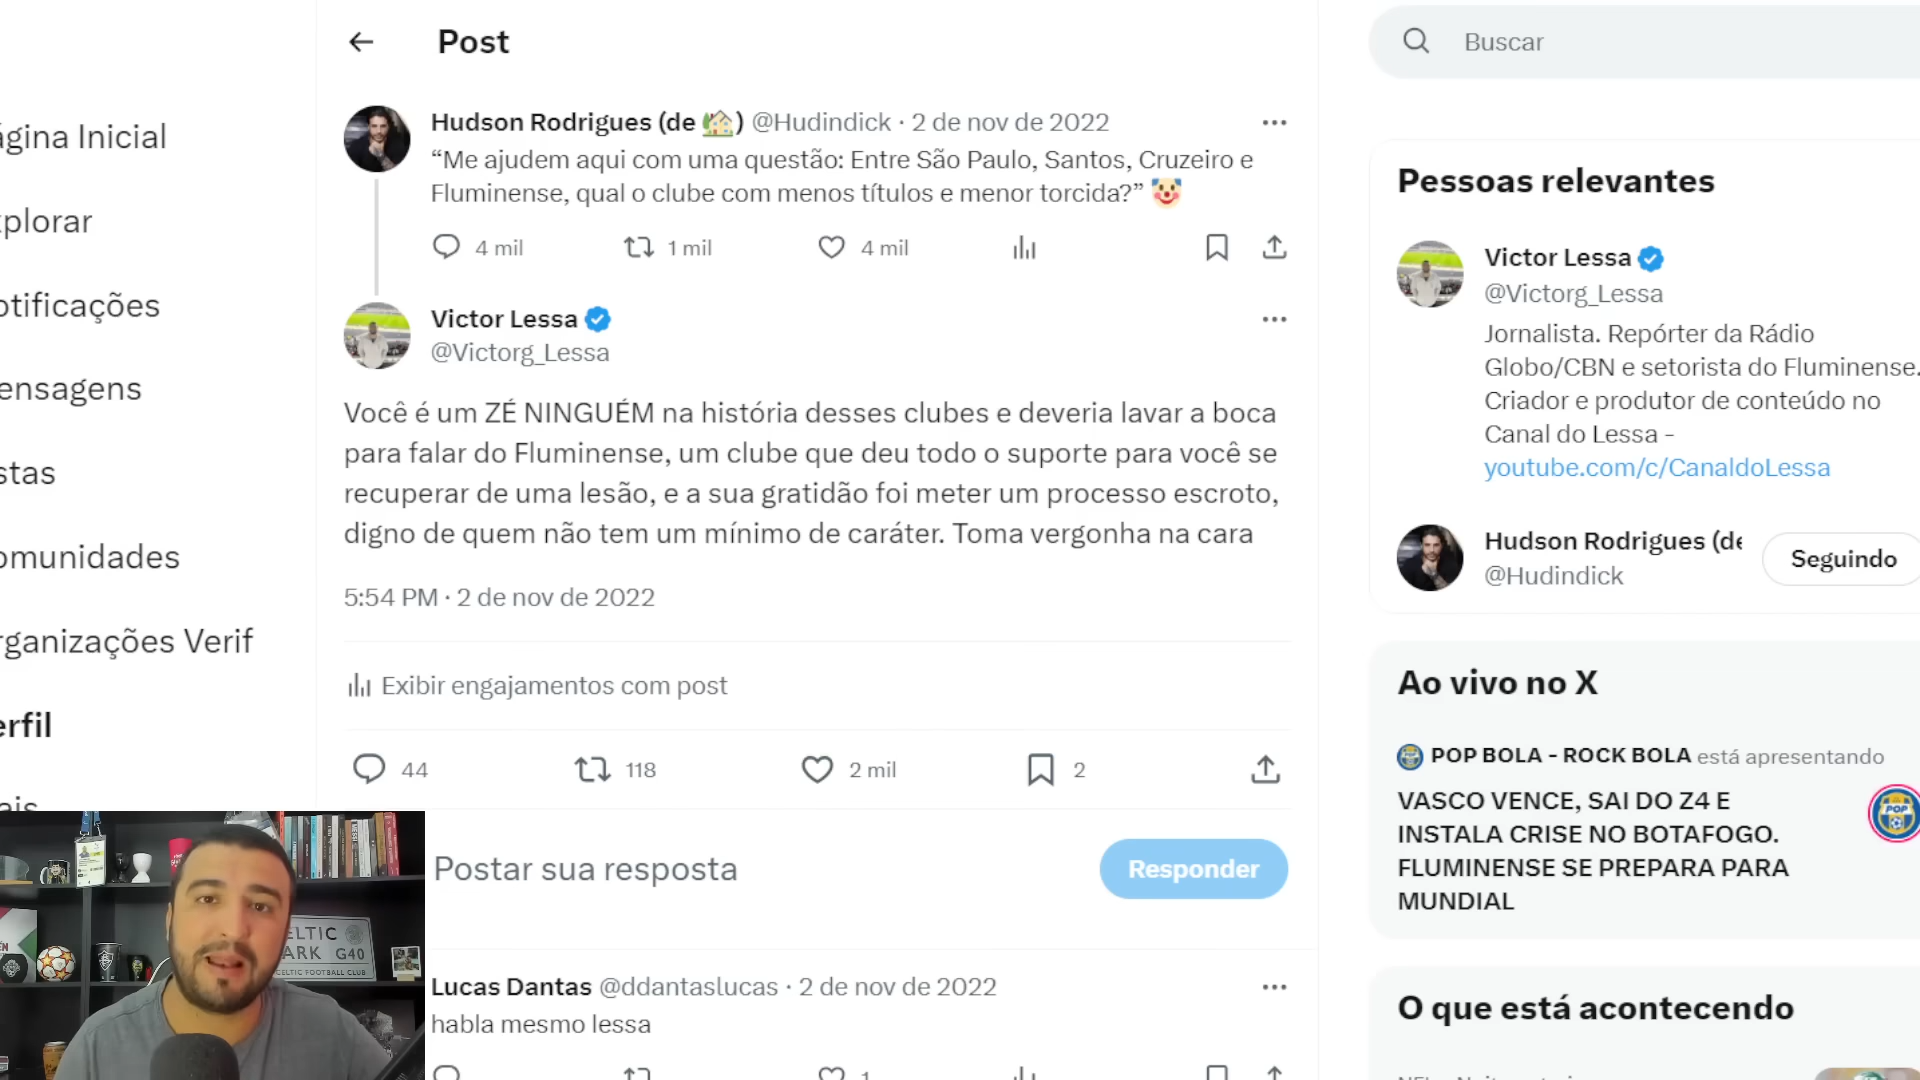 Post
Buscar
ágina Inicial
xplorar
otificações
ensagens
stas
omunidades
rganizações Verif
erfil
ais
Hudson Rodrigues (de 🏡) @Hudindick · 2 de nov de 2022
“Me ajudem aqui com uma questão: Entre São Paulo, Santos, Cruzeiro e
Fluminense, qual o clube com menos títulos e menor torcida?” 🤡
4 mil 1 mil 4 mil
Victor Lessa
@Victorg_Lessa
Você é um ZÉ NINGUÉM na história desses clubes e deveria lavar a boca
para falar do Fluminense, um clube que deu todo o suporte para você se
recuperar de uma lesão, e a sua gratidão foi meter um processo escroto,
digno de quem não tem um mínimo de caráter. Toma vergonha na cara
5:54 PM · 2 de nov de 2022
Exibir engajamentos com post
44 118 2 mil 2
Postar sua resposta
Responder
Lucas Dantas @ddantaslucas · 2 de nov de 2022
habla mesmo lessa
1
Pessoas relevantes
Victor Lessa
@Victorg_Lessa
Jornalista. Repórter da Rádio
Globo/CBN e setorista do Fluminense.
Criador e produtor de conteúdo no
Canal do Lessa -
youtube.com/c/CanaldoLessa
Hudson Rodrigues (de
@Hudindick
Seguindo
Ao vivo no X
POP BOLA - ROCK BOLA está apresentando
VASCO VENCE, SAI DO Z4 E
INSTALA CRISE NO BOTAFOGO.
FLUMINENSE SE PREPARA PARA
MUNDIAL
POP
O que está acontecendo
ELTIC
ARK G40
CELTIC FOOTBALL CLUB